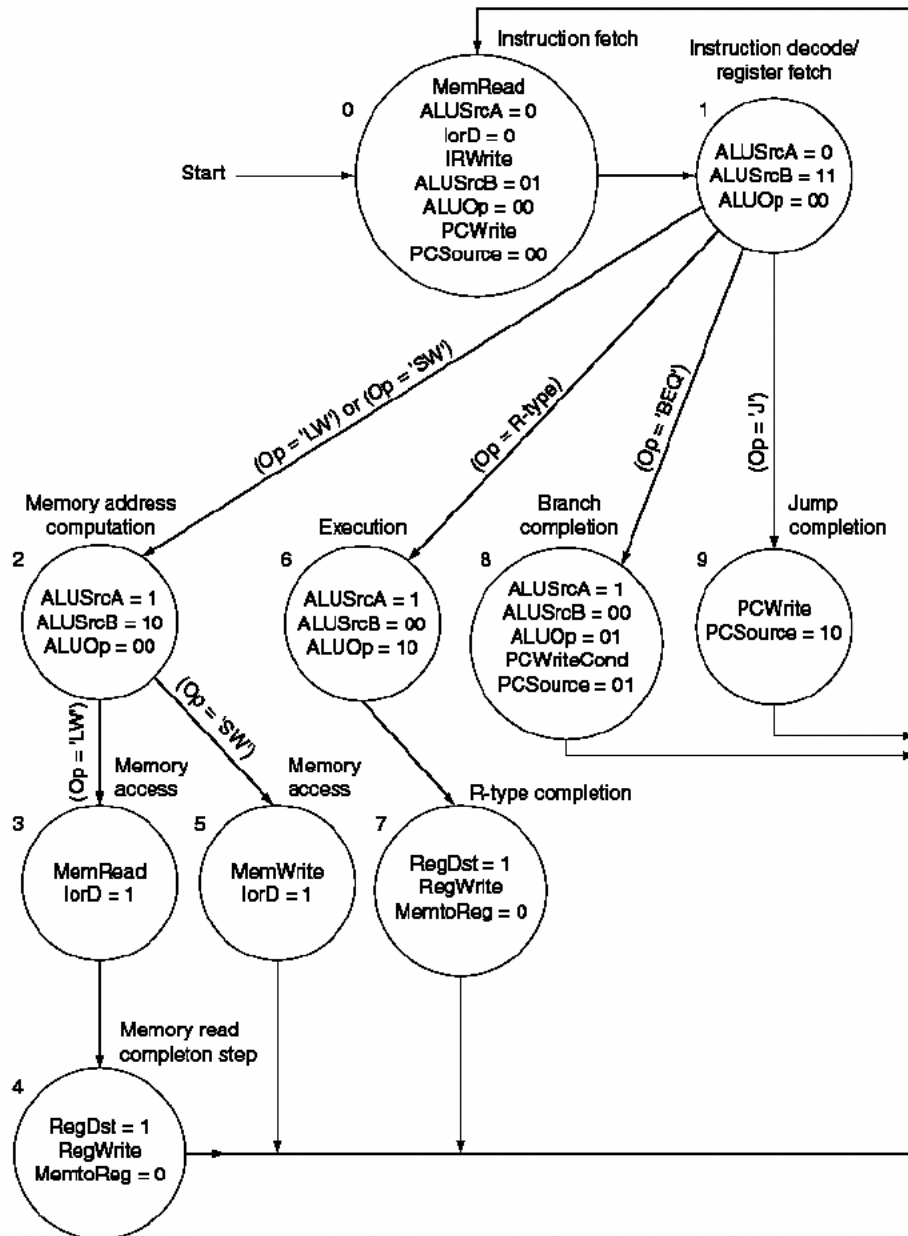 Instruction fetch
Instruction decode/
register fetch
0
MemRead
ALUSrcA = 0
IorD = 0
IRWrite
ALUSrcB = 01
ALUOp = 00
PCWrite
PCSource = 00
1
ALUSrcA = 0
ALUSrcB = 11
ALUOp = 00
Start
(Op = 'LW') or (Op = 'SW')
(Op = R-type)
(Op = 'BEQ')
(Op = 'J')
Memory address
computation
2
ALUSrcA = 1
ALUSrcB = 10
ALUOp = 00
Execution
6
ALUSrcA = 1
ALUSrcB = 00
ALUOp = 10
Branch
completion
8
ALUSrcA = 1
ALUSrcB = 00
ALUOp = 01
PCWriteCond
PCSource = 01
Jump
completion
9
PCWrite
PCSource = 10
(Op = 'LW')
(Op = 'SW')
Memory
access
3
MemRead
IorD = 1
Memory
access
5
MemWrite
IorD = 1
R-type completion
7
RegDst = 1
RegWrite
MemtoReg = 0
Memory read
completon step
4
RegDst = 1
RegWrite
MemtoReg = 0